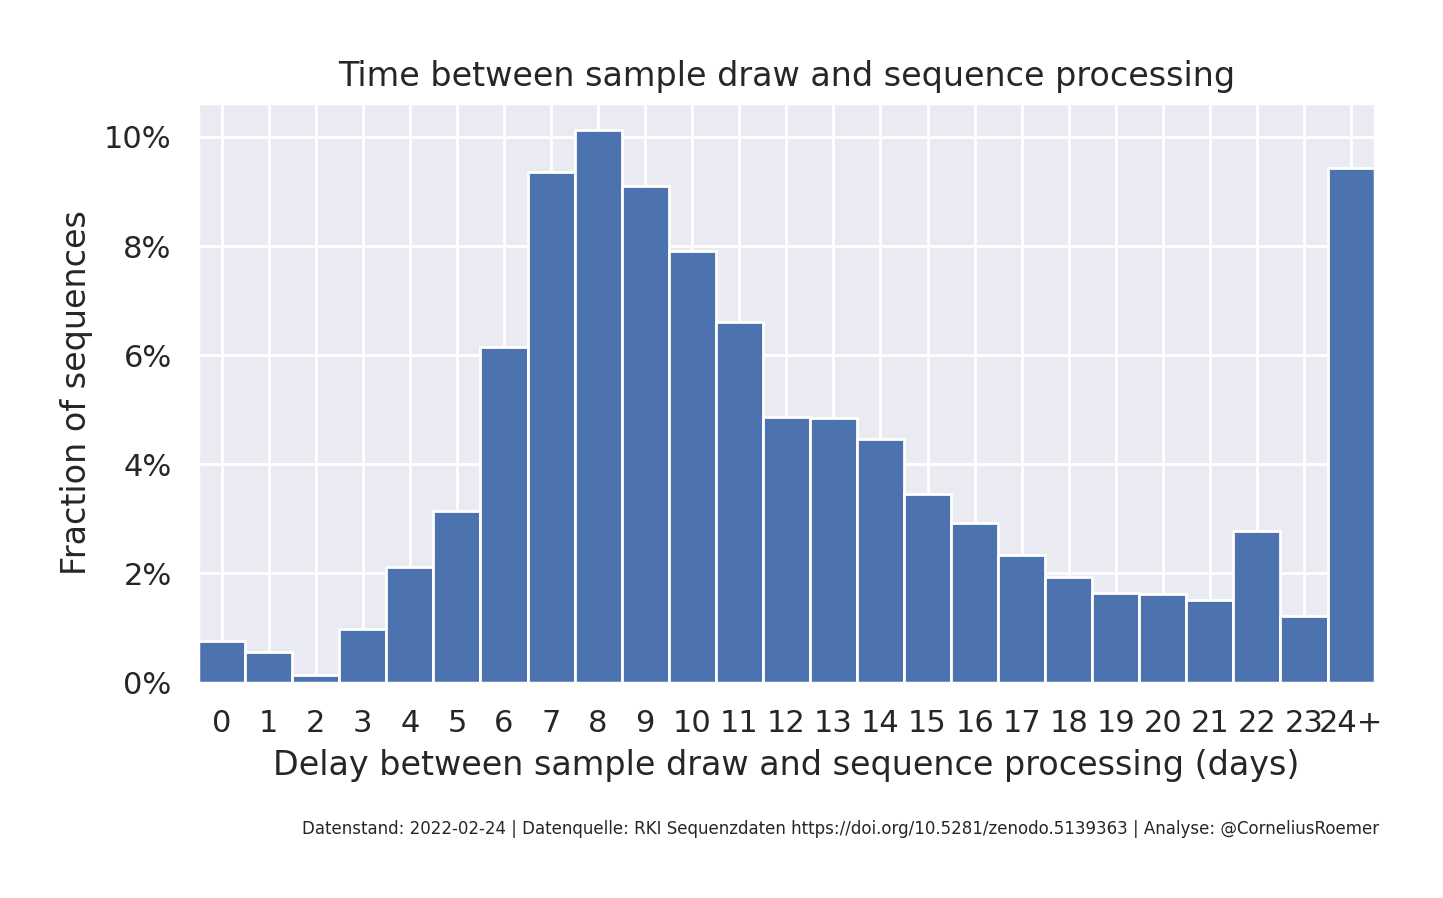 Time between sample draw and sequence processing
Fraction of sequences
10%
8%
6%
4%
2%
0%
0 1 2 3 4 5 6 7 8 9 10 11 12 13 14 15 16 17 18 19 20 21 22 23 24+
Delay between sample draw and sequence processing (days)
Datenstand: 2022-02-24 | Datenquelle: RKI Sequenzdaten https://doi.org/10.5281/zenodo.5139363 | Analyse: @CorneliusRoemer